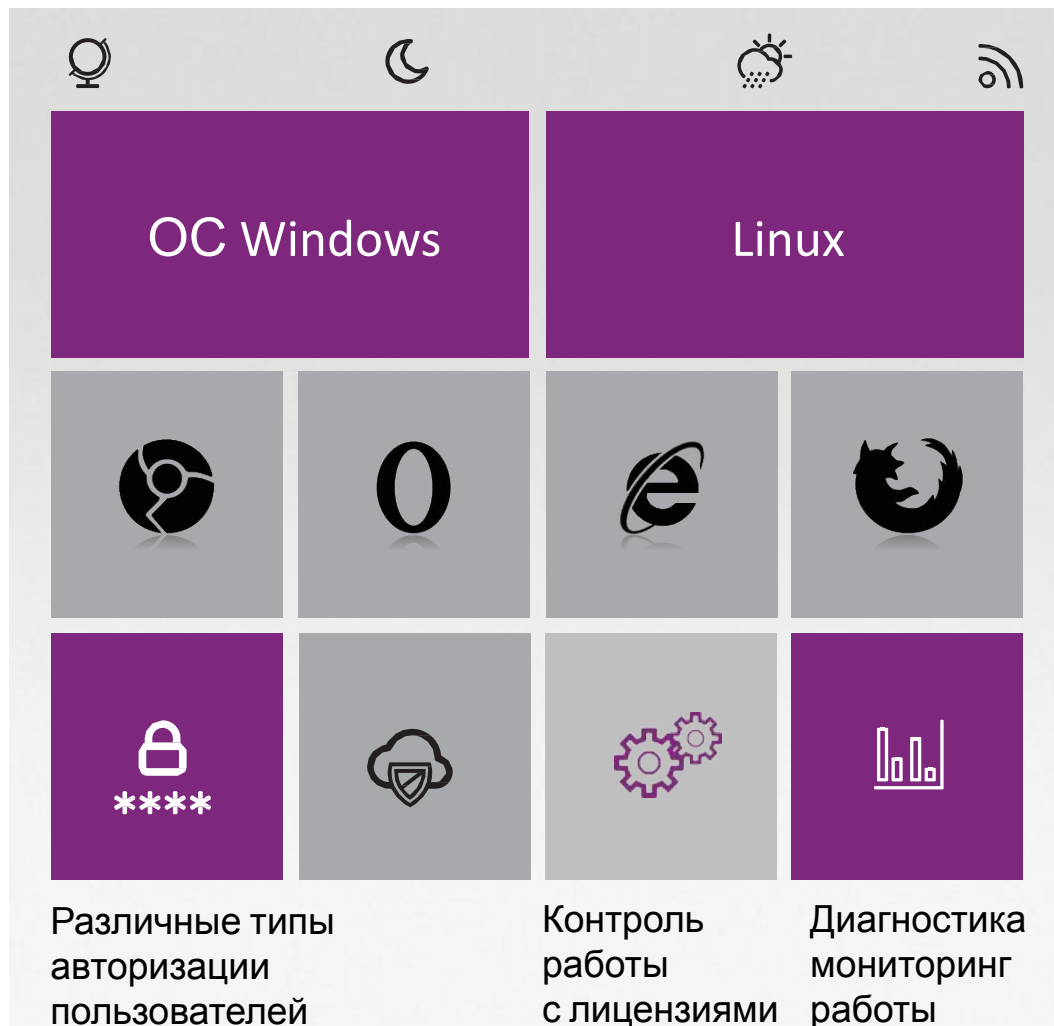 ОС Windows
Linux
****
Различные типы
авторизации
пользователей
Контроль
работы
с лицензиями
Диагностика
мониторинг
работы